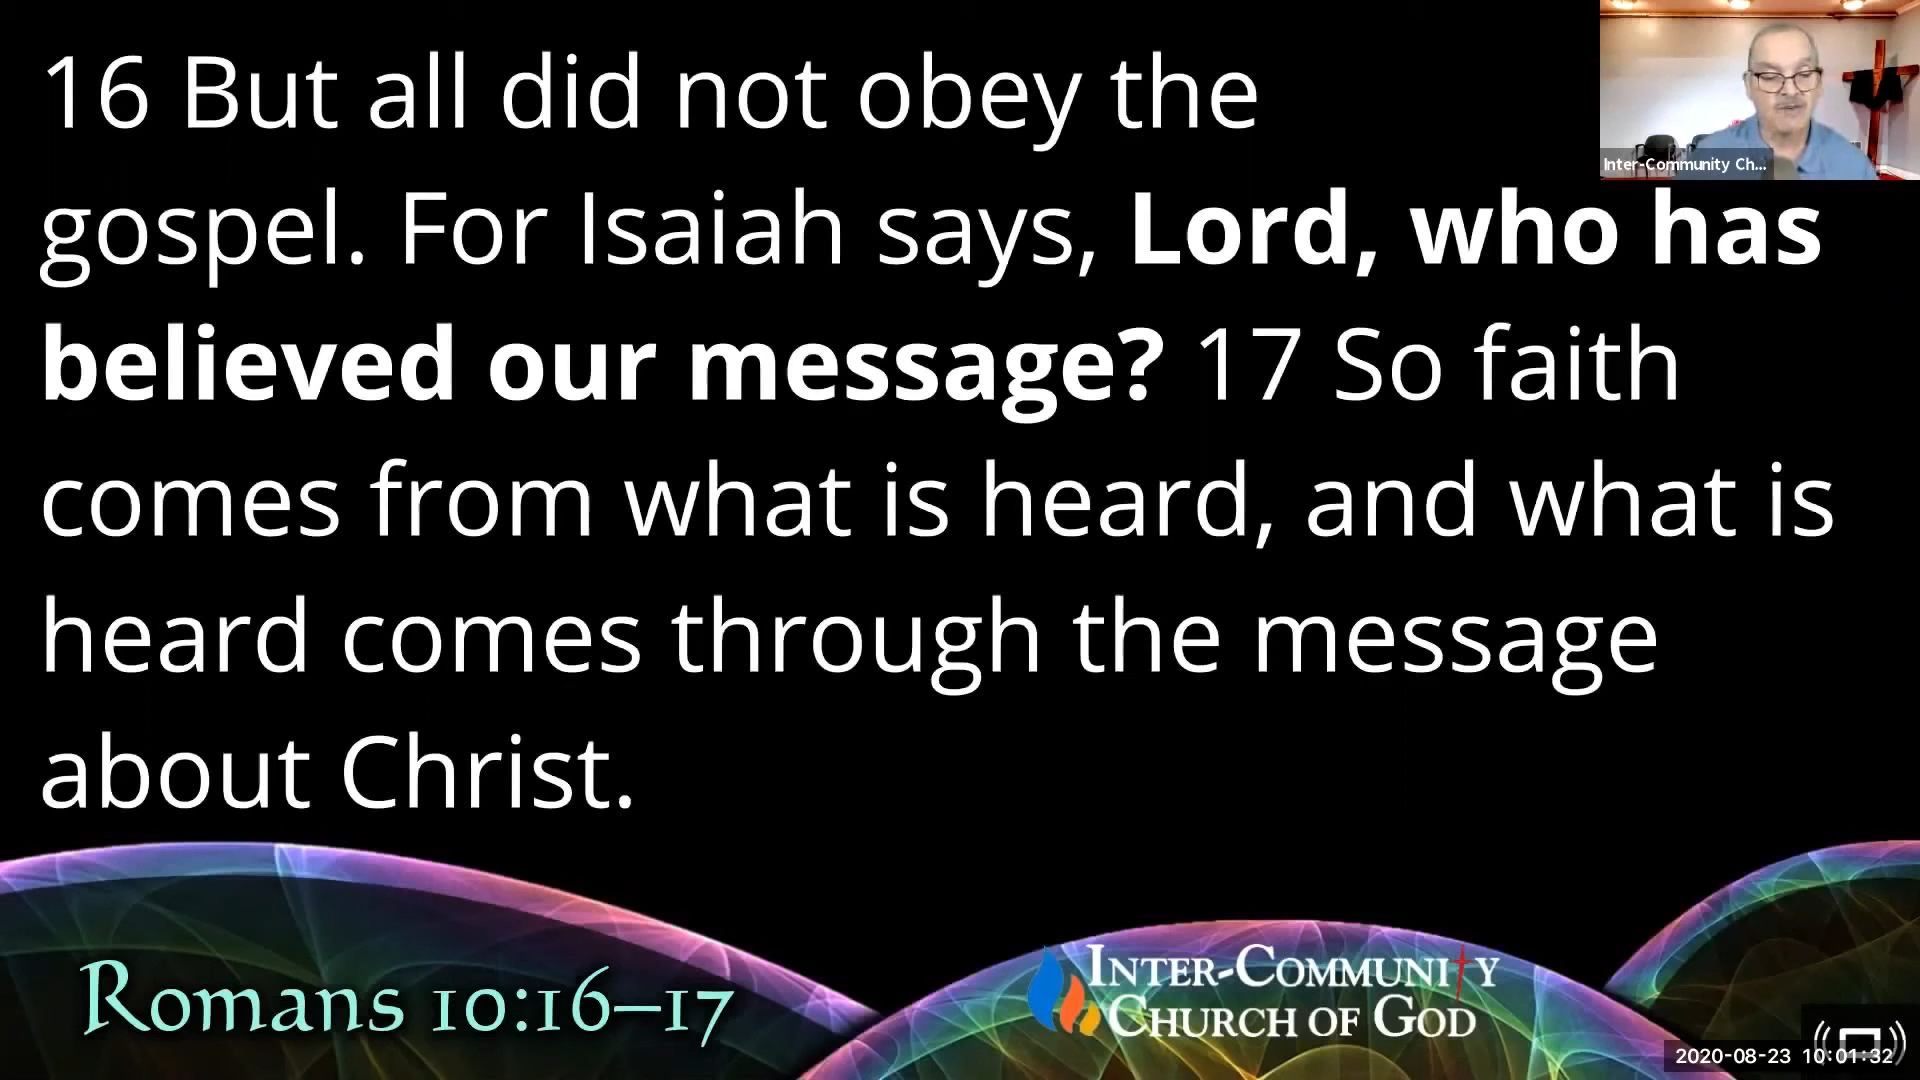 16 But all did not obey the
gospel. For Isaiah says, Lord, who has
believed our message? 17 So faith
comes from what is heard, and what is
heard comes through the message
about Christ.
Inter-Community Ch...
Romans 10:16–17
INTER-COMMUNITY
CHURCH OF GOD
2020-08-23 10:01:32